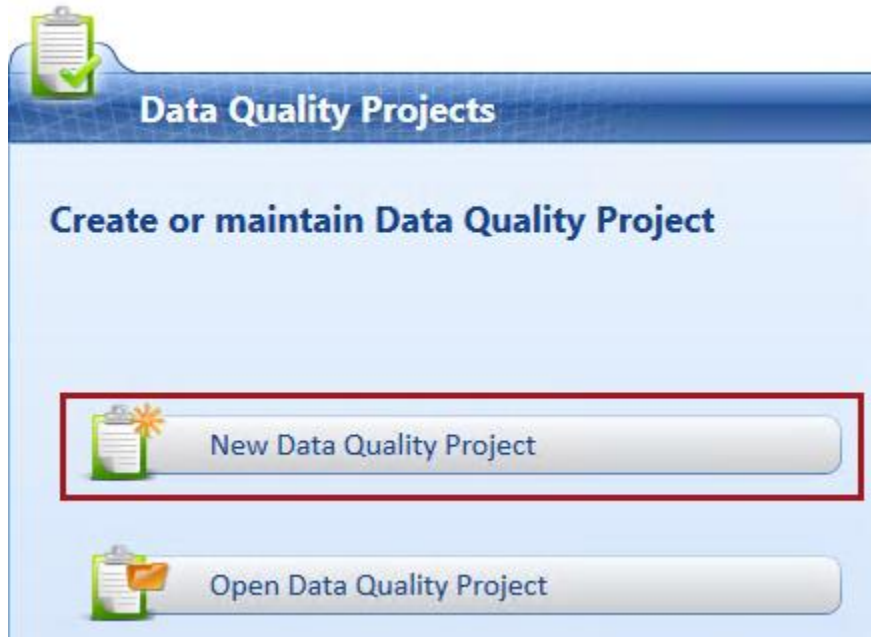 Data Quality Projects
Create or maintain Data Quality Project
New Data Quality Project
Open Data Quality Project